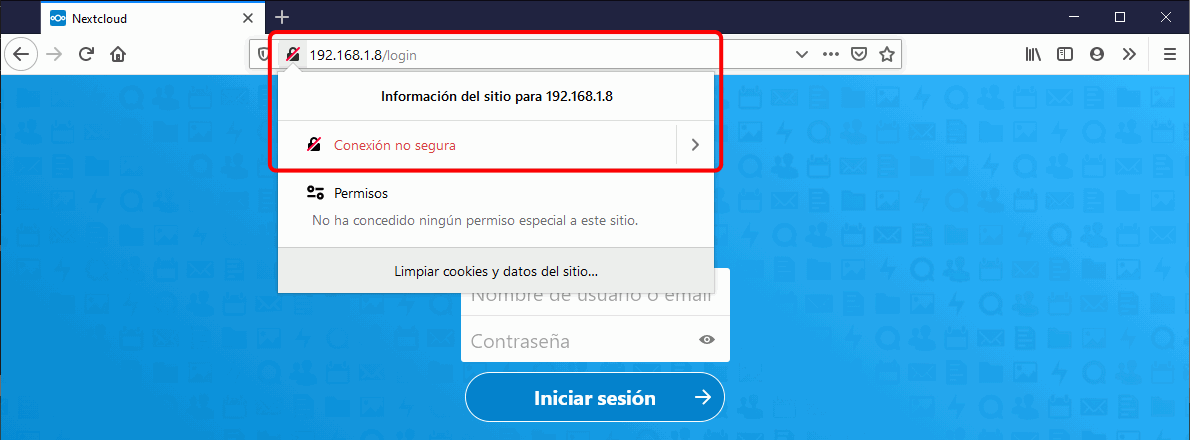 Nextcloud
192.168.1.8/login
Información del sitio para 192.168.1.8
Conexión no segura
Permisos
No ha concedido ningún permiso especial a este sitio.
Limpiar cookies y datos del sitio...
Nombre de usuario o email
Contraseña
Iniciar sesión